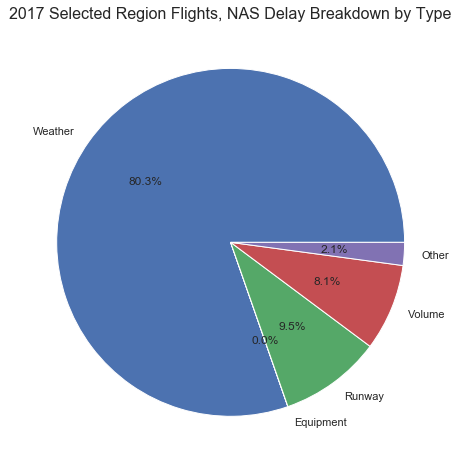 2017 Selected Region Flights, NAS Delay Breakdown by Type
Weather
80.3%
2.1%
Other
8.1%
Volume
9.5%
0.0%
Runway
Equipment